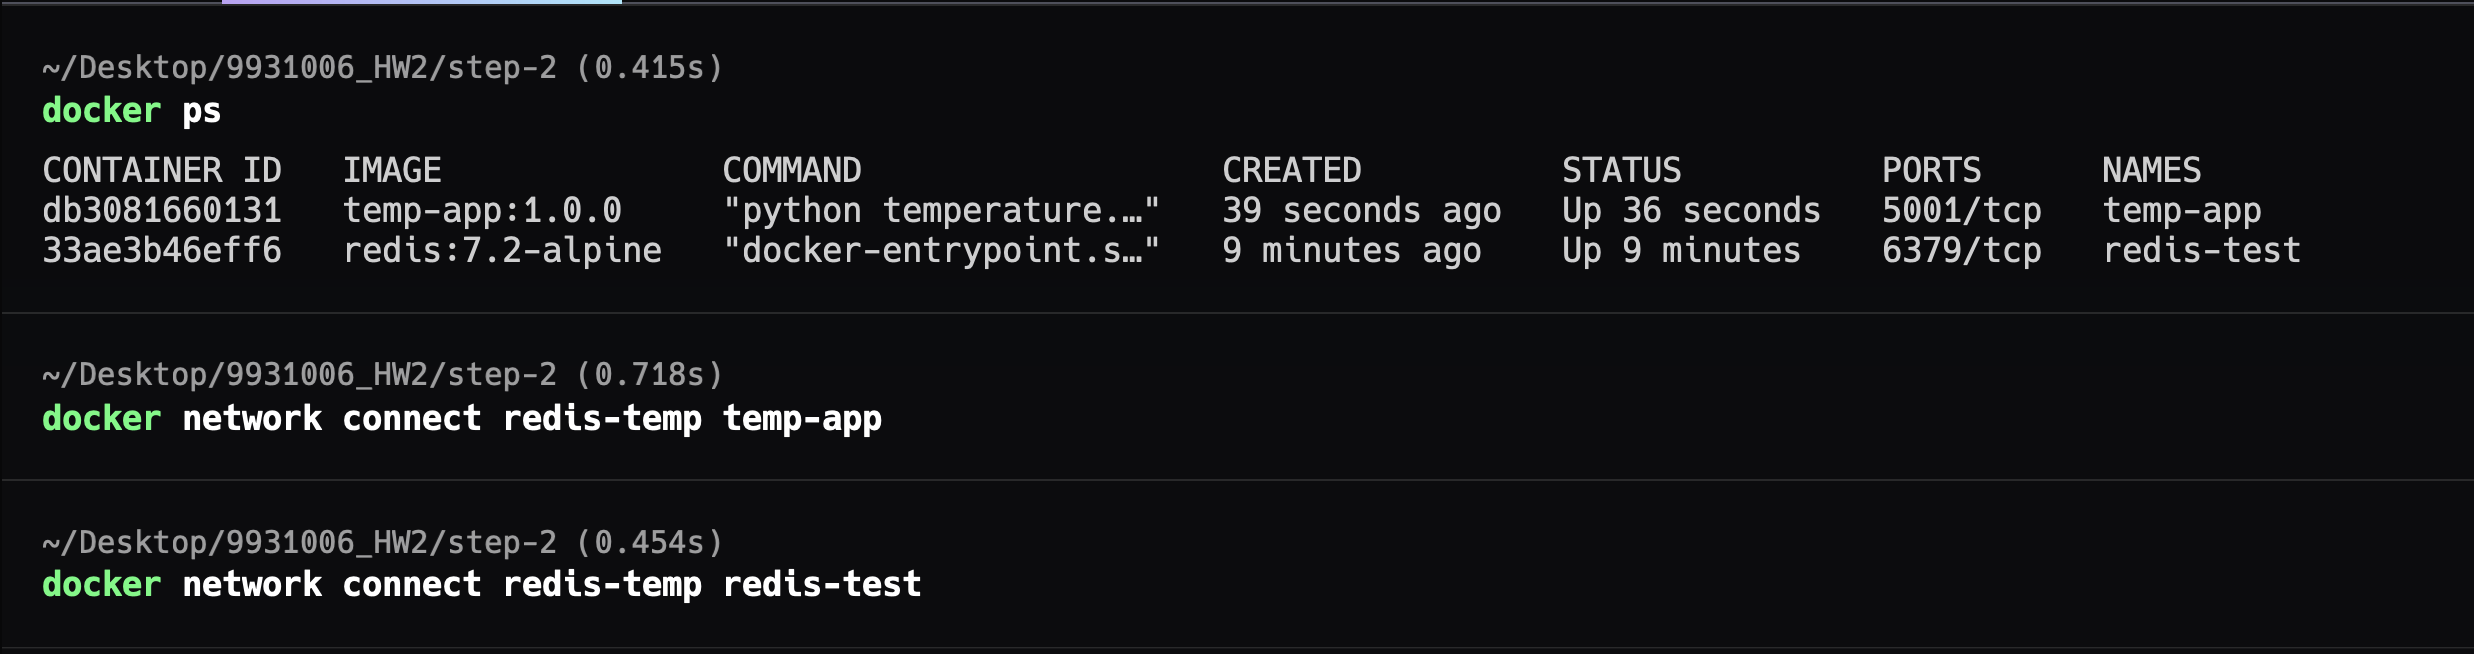 ~/Desktop/9931006_HW2/step-2 (0.415s)
docker ps
CONTAINER ID   IMAGE              COMMAND                  CREATED          STATUS          PORTS      NAMES
db3081660131   temp-app:1.0.0     "python temperature.…"   39 seconds ago   Up 36 seconds   5001/tcp   temp-app
33ae3b46eff6   redis:7.2-alpine   "docker-entrypoint.s…"   9 minutes ago    Up 9 minutes    6379/tcp   redis-test
~/Desktop/9931006_HW2/step-2 (0.718s)
docker network connect redis-temp temp-app
~/Desktop/9931006_HW2/step-2 (0.454s)
docker network connect redis-temp redis-test